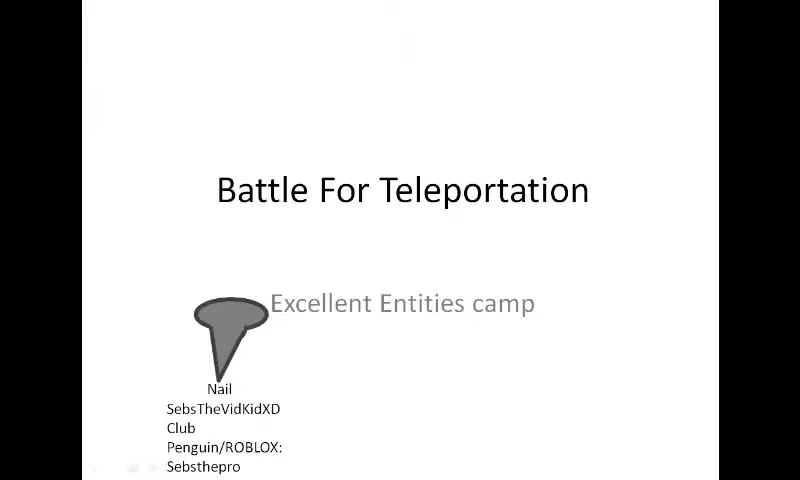 Battle For Teleportation
Excellent Entities camp
Nail
SebsTheVidKidXD
Club
Penguin/ROBLOX:
Sebsthepro